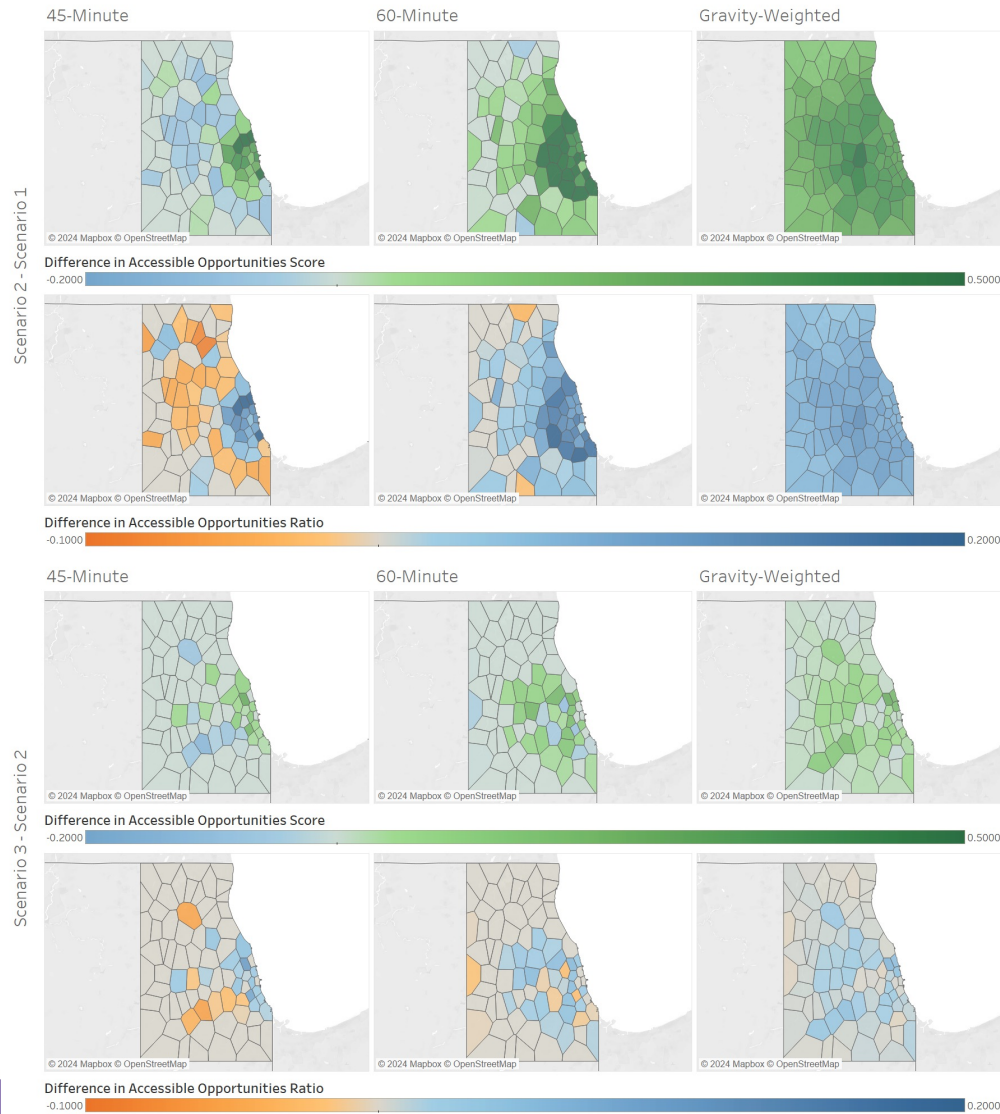 45-Minute
60-Minute
Gravity-Weighted
Scenario 2 - Scenario 1
© 2024 Mapbox © OpenStreetMap
© 2024 Mapbox © OpenStreetMap
© 2024 Mapbox © OpenStreetMap
Difference in Accessible Opportunities Score
-0.2000
0.5000
© 2024 Mapbox © OpenStreetMap
© 2024 Mapbox © OpenStreetMap
© 2024 Mapbox © OpenStreetMap
Difference in Accessible Opportunities Ratio
-0.1000
0.2000
45-Minute
60-Minute
Gravity-Weighted
Scenario 3 - Scenario 2
© 2024 Mapbox © OpenStreetMap
© 2024 Mapbox © OpenStreetMap
© 2024 Mapbox © OpenStreetMap
Difference in Accessible Opportunities Score
-0.2000
0.5000
© 2024 Mapbox © OpenStreetMap
© 2024 Mapbox © OpenStreetMap
© 2024 Mapbox © OpenStreetMap
Difference in Accessible Opportunities Ratio
-0.1000
0.2000